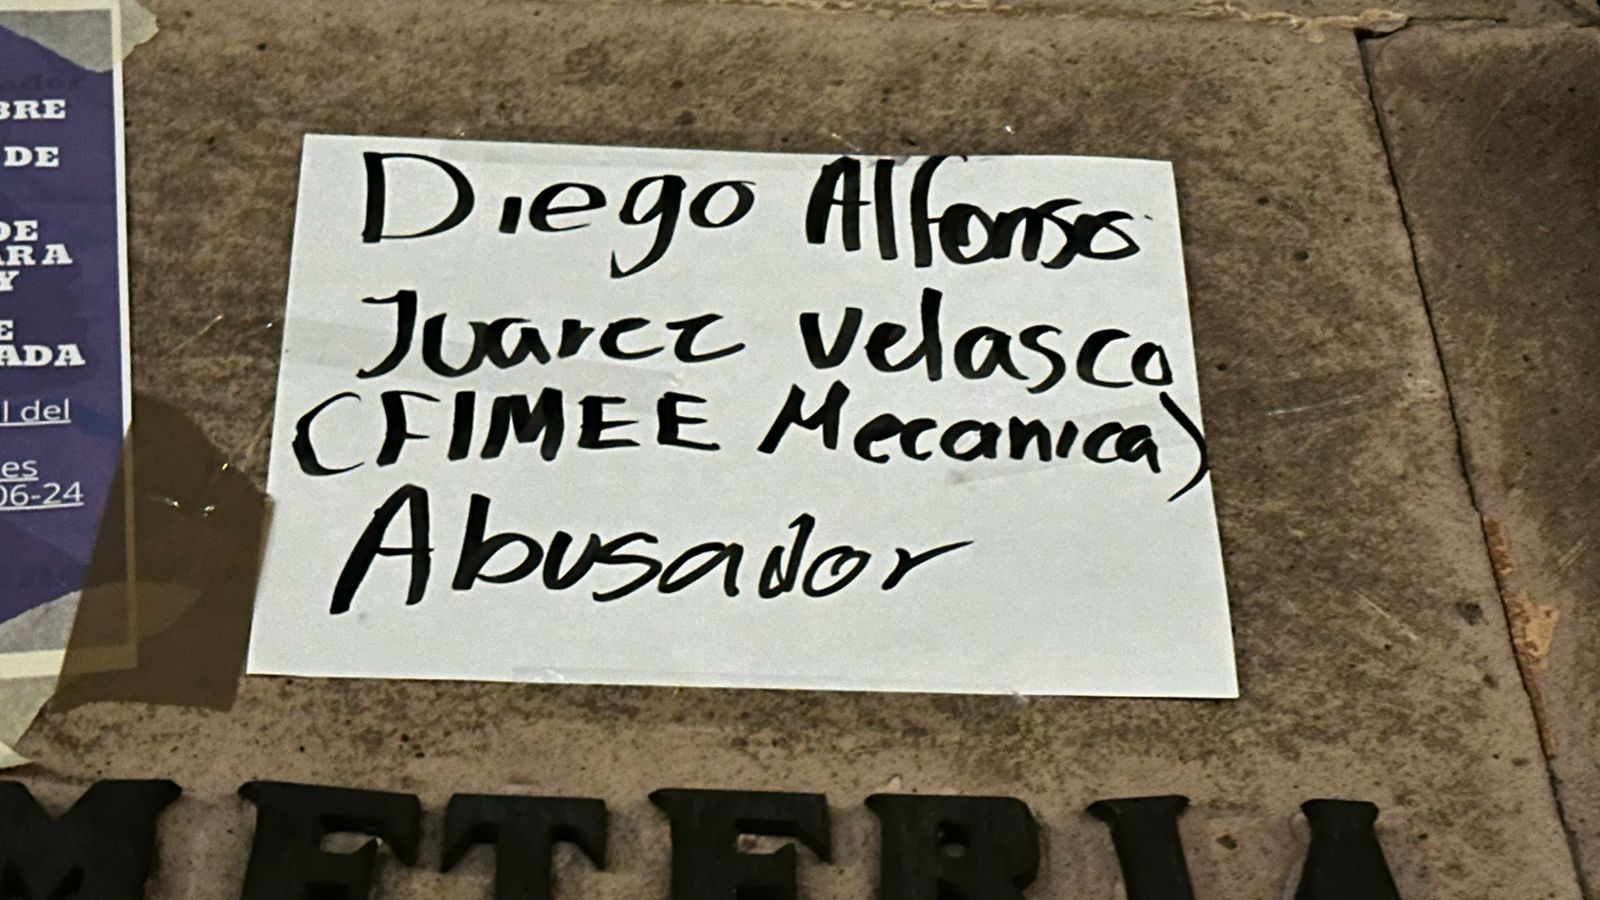 BRE
DE
DE
ARA
Y
E
ADA
l del
es
06-24
Diego Alfonso
Juarez Velasco
(FIMEE Mecanica)
Abusador
METERIA